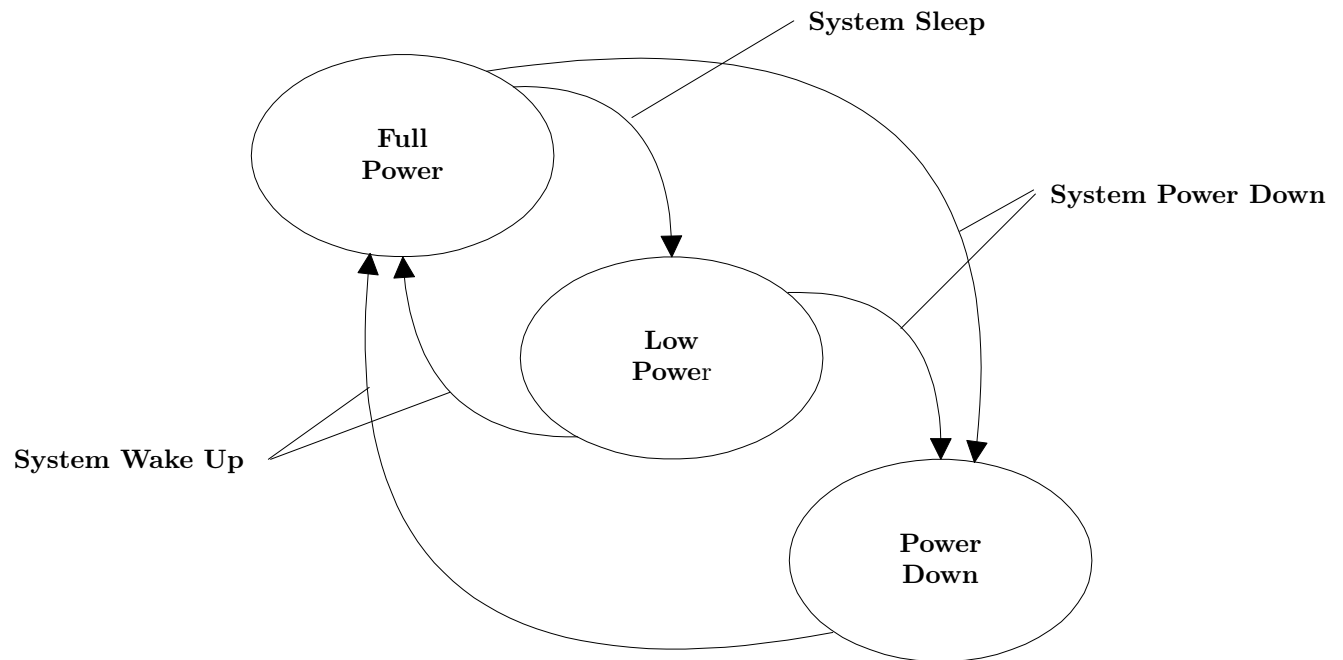 System Sleep
Full
Power
System Power Down
Low
Power
System Wake Up
Power
Down